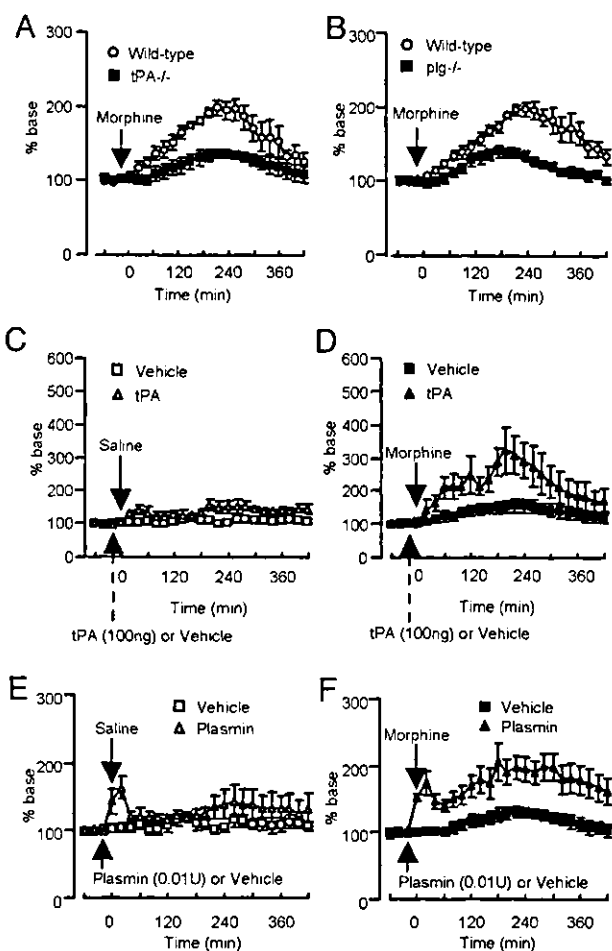 A
300
Wild-type
tPA-/-
Morphine
200
100
0
% base
0 120 240 360
Time (min)
B
300
Wild-type
plg-/-
Morphine
200
100
0
% base
0 120 240 360
Time (min)
C
600
Vehicle
tPA
500
400
Saline
300
200
100
0
% base
0 120 240 360
Time (min)
tPA (100ng) or Vehicle
D
600
Vehicle
tPA
500
400
Morphine
300
200
100
0
% base
0 120 240 360
Time (min)
tPA (100ng) or Vehicle
E
300
Vehicle
Plasmin
Saline
200
100
0
% base
Plasmin (0.01U) or Vehicle
0 120 240 360
Time (min)
F
300
Vehicle
Plasmin
Morphine
200
100
0
% base
Plasmin (0.01U) or Vehicle
0 120 240 360
Time (min)